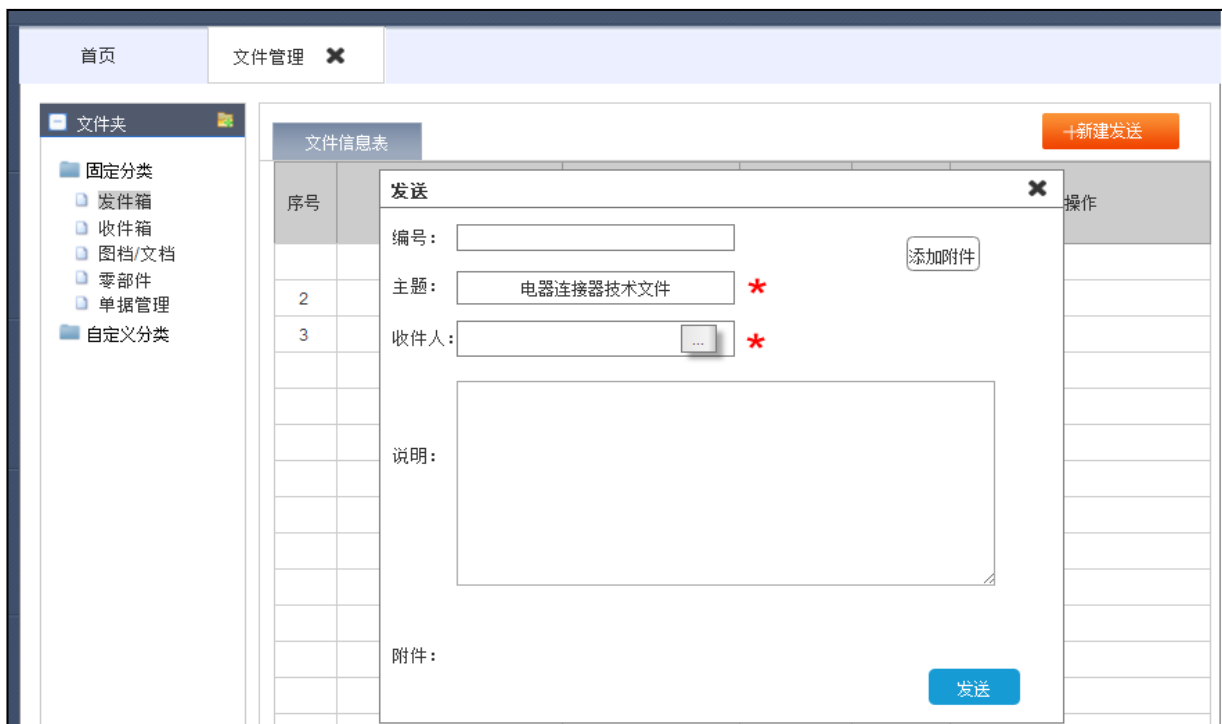 首页
文件管理
文件夹
固定分类
发件箱
收件箱
图档/文档
零部件
单据管理
自定义分类
文件信息表
+新建发送
序号
操作
2
3
发送
编号:
添加附件
主题: 电器连接器技术文件 *
收件人: ... *
说明:
附件:
发送